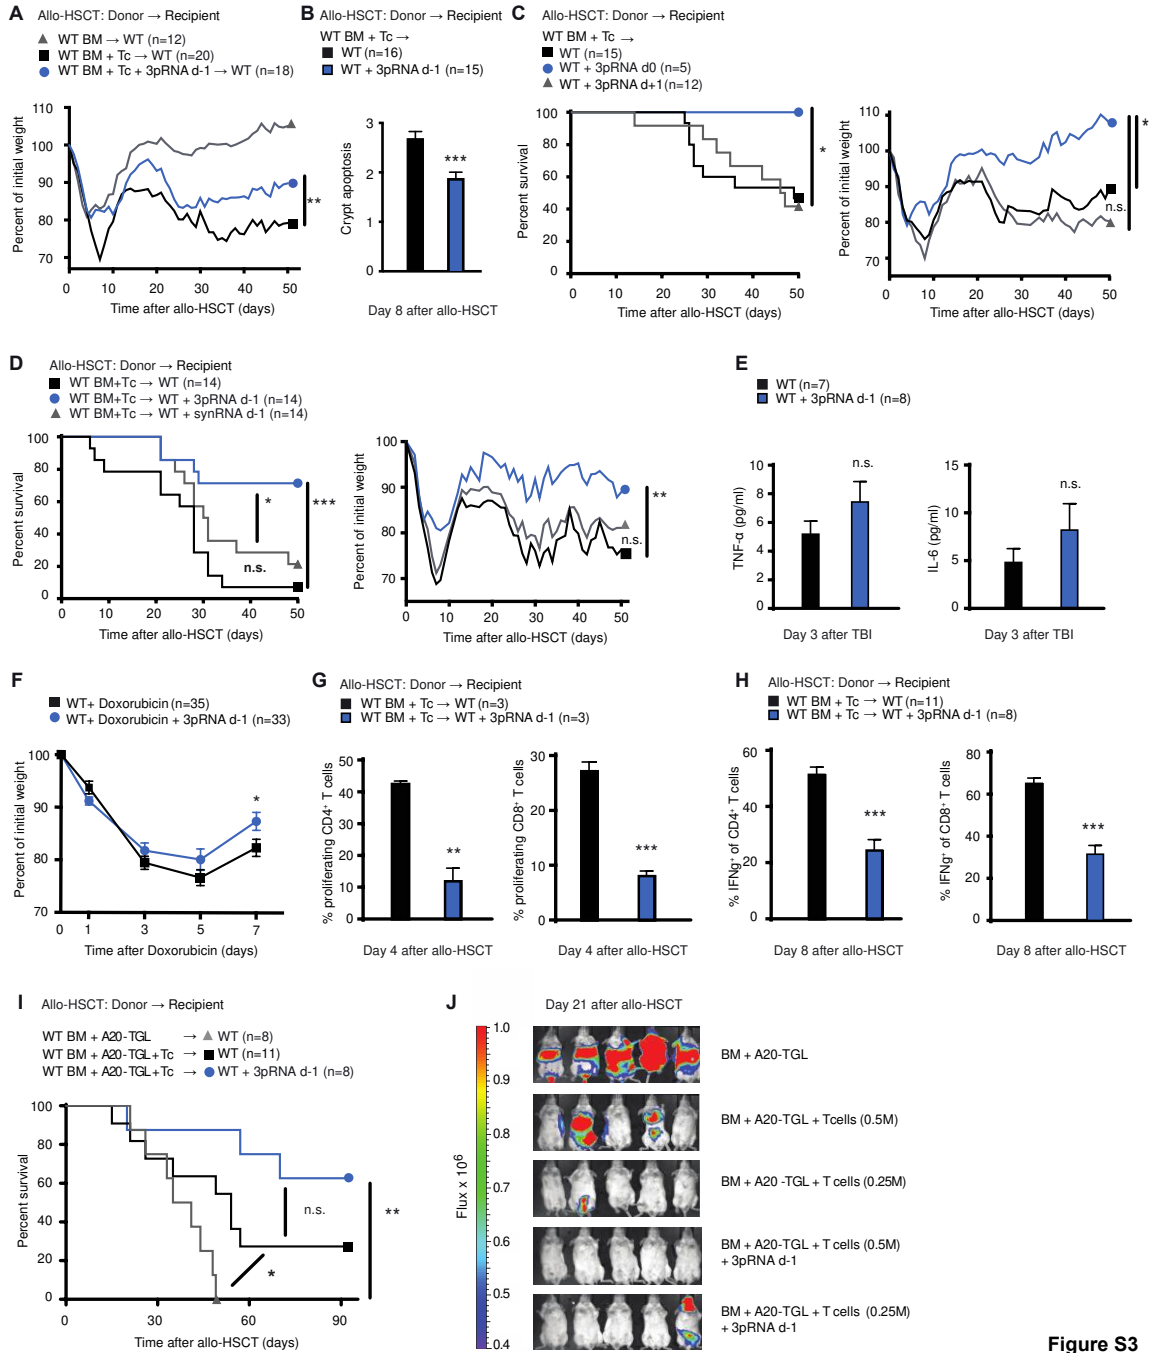 A
Allo-HSCT: Donor → Recipient
WT BM → WT (n=12)
WT BM + Tc → WT (n=20)
WT BM + Tc + 3pRNA d-1 → WT (n=18)
Percent of initial weight
110
100
90
80
70
**
0 10 20 30 40 50
Time after allo-HSCT (days)
B
Allo-HSCT: Donor → Recipient
WT BM + Tc →
WT (n=16)
WT + 3pRNA d-1 (n=15)
Crypt apoptosis
3
2
1
0
***
Day 8 after allo-HSCT
C
Allo-HSCT: Donor → Recipient
WT BM + Tc →
WT (n=15)
WT + 3pRNA d0 (n=5)
WT + 3pRNA d+1 (n=12)
Percent survival
100
80
60
40
20
0
*
0 10 20 30 40 50
Time after allo-HSCT (days)
Percent of initial weight
110
100
90
80
70
*
n.s.
0 10 20 30 40 50
Time after allo-HSCT (days)
D
Allo-HSCT: Donor → Recipient
WT BM+Tc → WT (n=14)
WT BM+Tc → WT + 3pRNA d-1 (n=14)
WT BM+Tc → WT + synRNA d-1 (n=14)
Percent survival
100
80
60
40
20
0
*
***
n.s.
0 10 20 30 40 50
Time after allo-HSCT (days)
Percent of initial weight
100
90
80
70
**
n.s.
0 10 20 30 40 50
Time after allo-HSCT (days)
E
WT (n=7)
WT + 3pRNA d-1 (n=8)
TNF-α (pg/ml)
10
8
6
4
2
0
n.s.
Day 3 after TBI
IL-6 (pg/ml)
15
10
5
0
n.s.
Day 3 after TBI
F
WT+ Doxorubicin (n=35)
WT+ Doxorubicin + 3pRNA d-1 (n=33)
Percent of initial weight
100
90
80
70
*
0 1 3 5 7
Time after Doxorubicin (days)
G
Allo-HSCT: Donor → Recipient
WT BM + Tc → WT (n=3)
WT BM + Tc → WT + 3pRNA d-1 (n=3)
% proliferating CD4⁺ T cells
50
40
30
20
10
0
**
Day 4 after allo-HSCT
% proliferating CD8⁺ T cells
30
20
10
0
***
Day 4 after allo-HSCT
H
Allo-HSCT: Donor → Recipient
WT BM + Tc → WT (n=11)
WT BM + Tc → WT + 3pRNA d-1 (n=8)
% IFNg⁺ of CD4⁺ T cells
60
40
20
0
***
Day 8 after allo-HSCT
% IFNg⁺ of CD8⁺ T cells
80
60
40
20
0
***
Day 8 after allo-HSCT
I
Allo-HSCT: Donor → Recipient
WT BM + A20-TGL → WT (n=8)
WT BM + A20-TGL+Tc → WT (n=11)
WT BM + A20-TGL+Tc → WT + 3pRNA d-1 (n=8)
Percent survival
100
80
60
40
20
0
n.s.
**
*
0 30 60 90
Time after allo-HSCT (days)
J
Day 21 after allo-HSCT
Flux x 10⁶
1.0
0.9
0.8
0.7
0.6
0.5
0.4
BM + A20-TGL
BM + A20-TGL + Tcells (0.5M)
BM + A20 -TGL + T cells (0.25M)
BM + A20-TGL + T cells (0.5M)
+ 3pRNA d-1
BM + A20-TGL + T cells (0.25M)
+ 3pRNA d-1
Figure S3